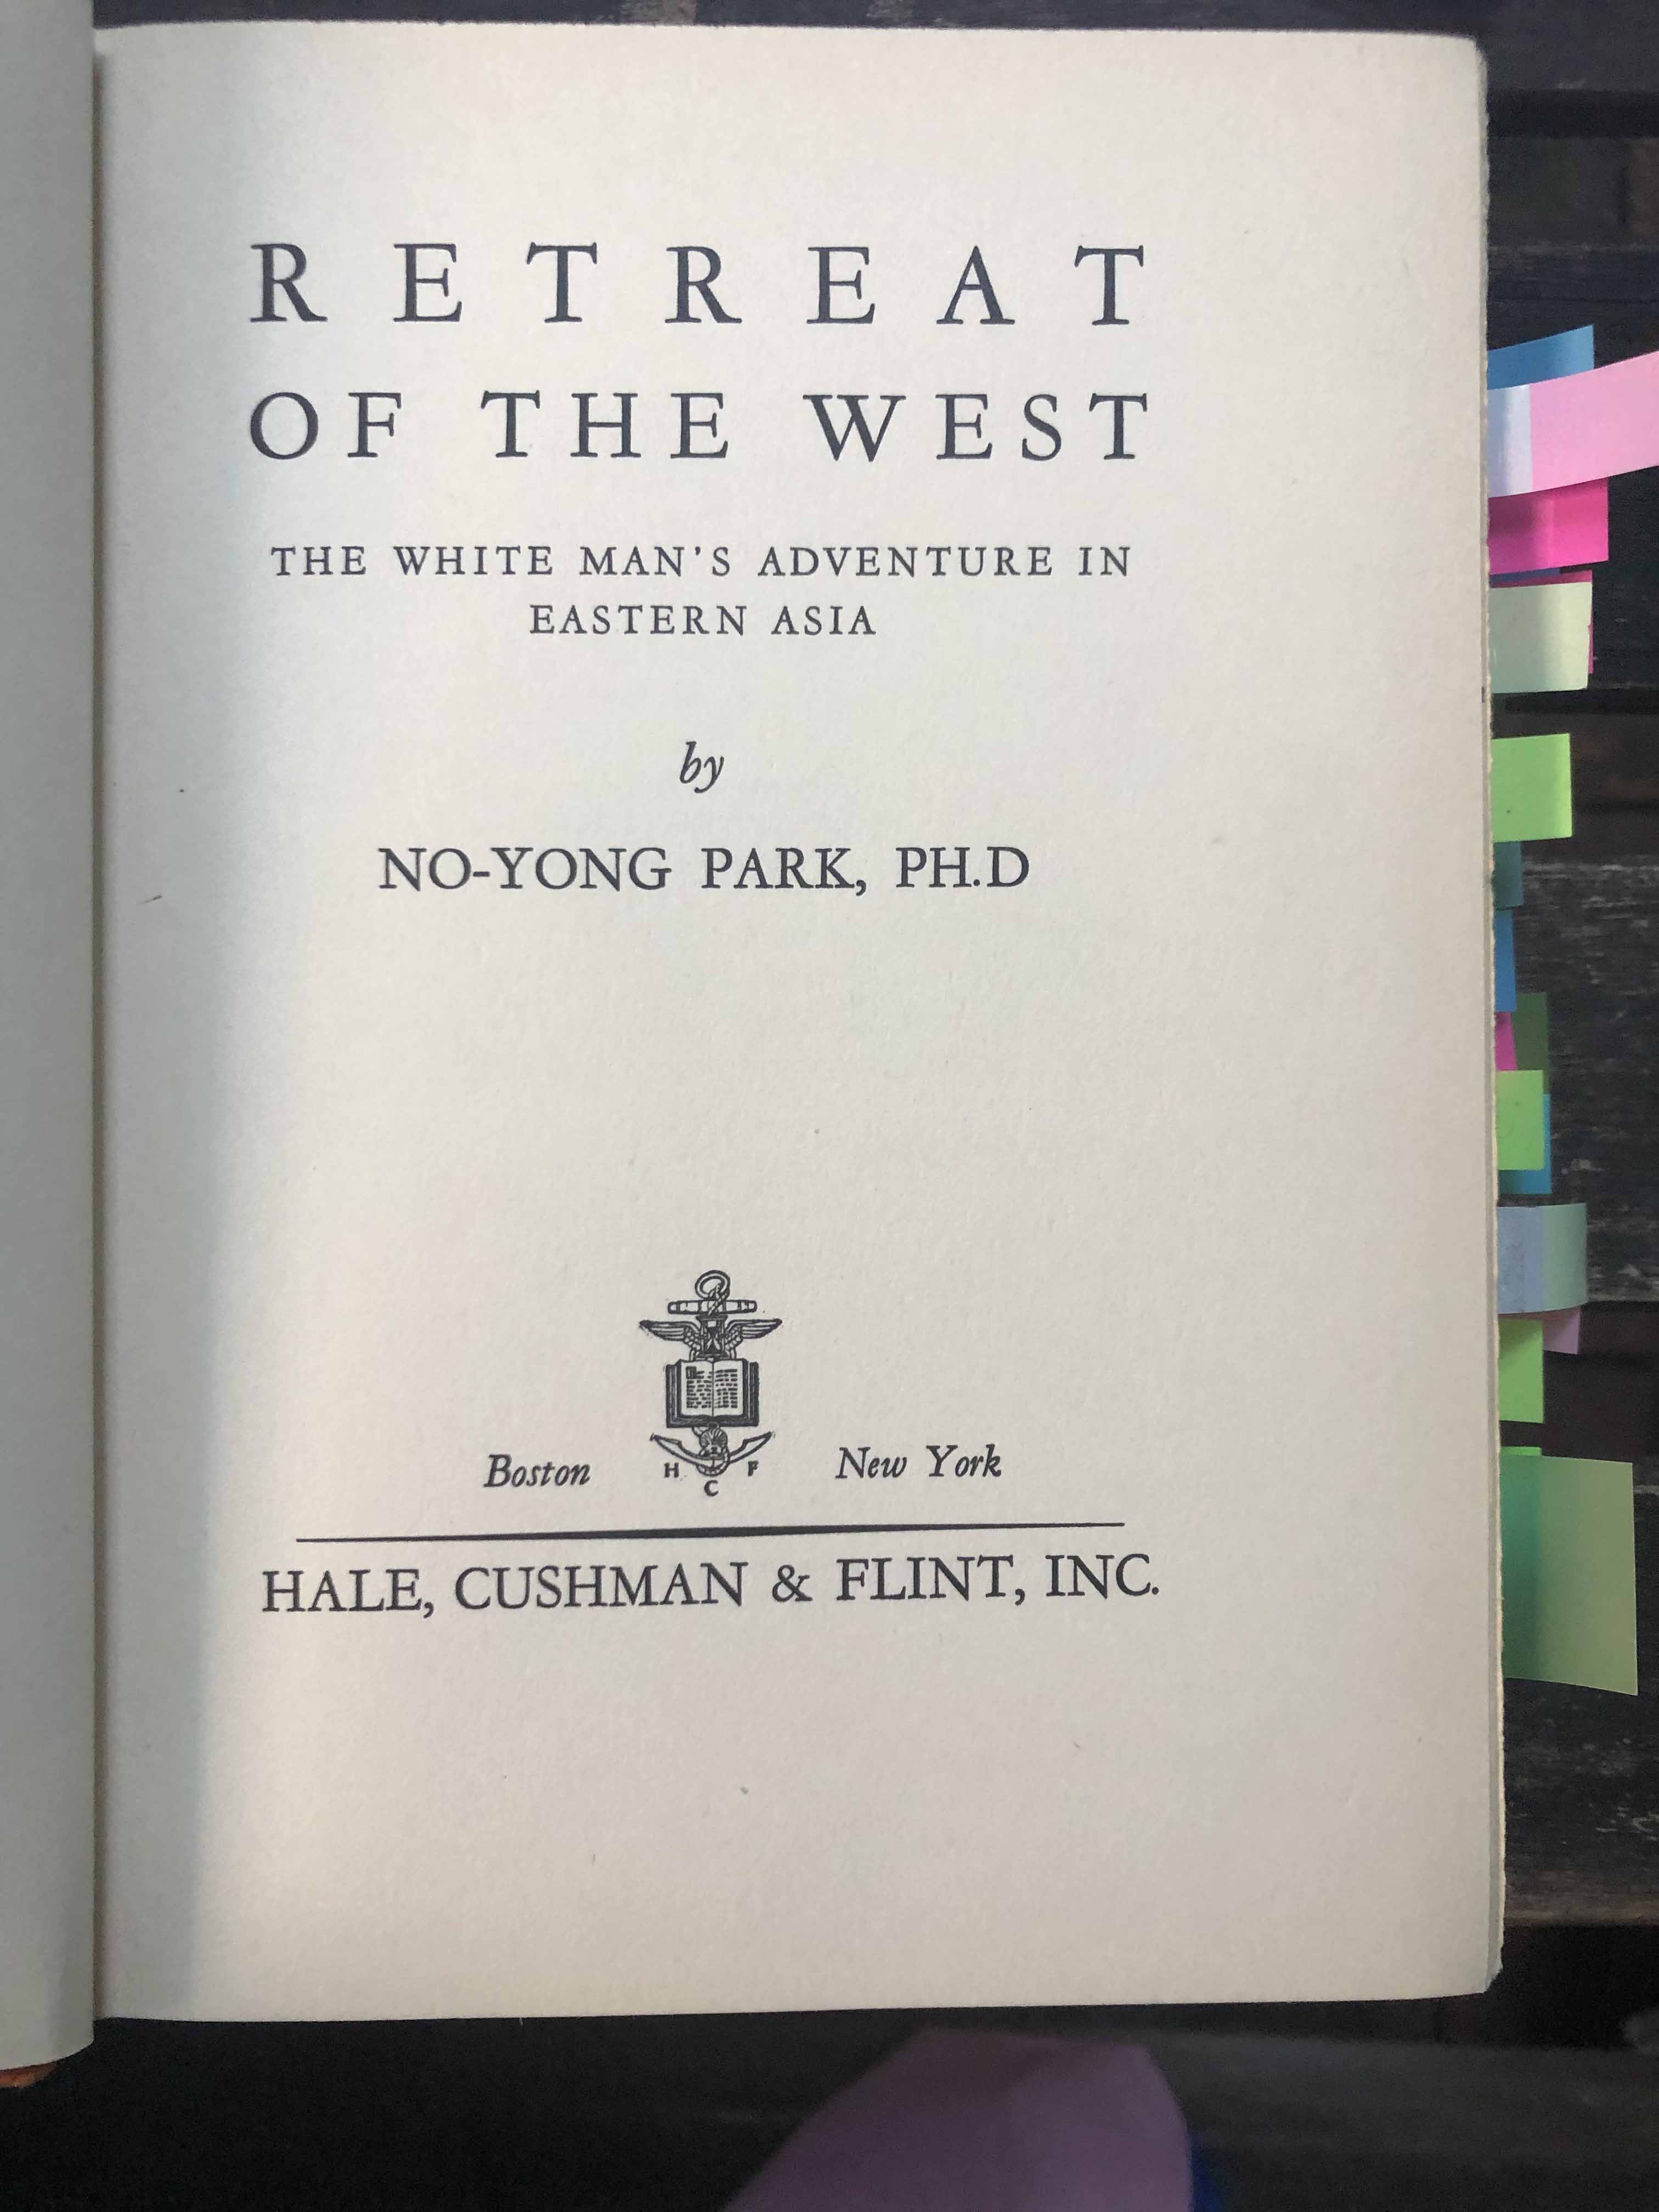 RETREAT
OF THE WEST
THE WHITE MAN'S ADVENTURE IN
EASTERN ASIA
by
NO-YONG PARK, PH.D
Boston
H C F
New York
HALE, CUSHMAN & FLINT, INC.